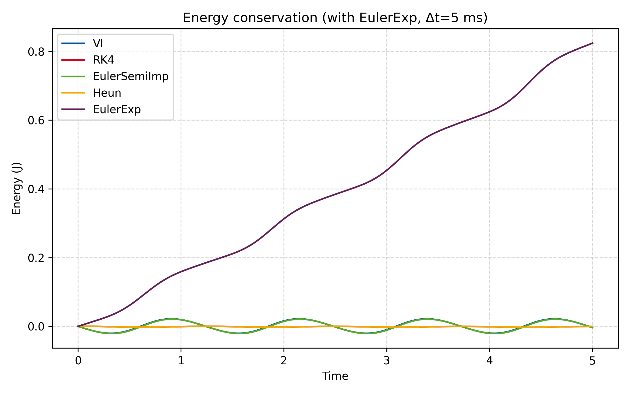 Energy conservation (with EulerExp, Δt=5 ms)
VI
RK4
EulerSemiImp
Heun
EulerExp
Energy (J)
0.8
0.6
0.4
0.2
0.0
0
1
2
3
4
5
Time